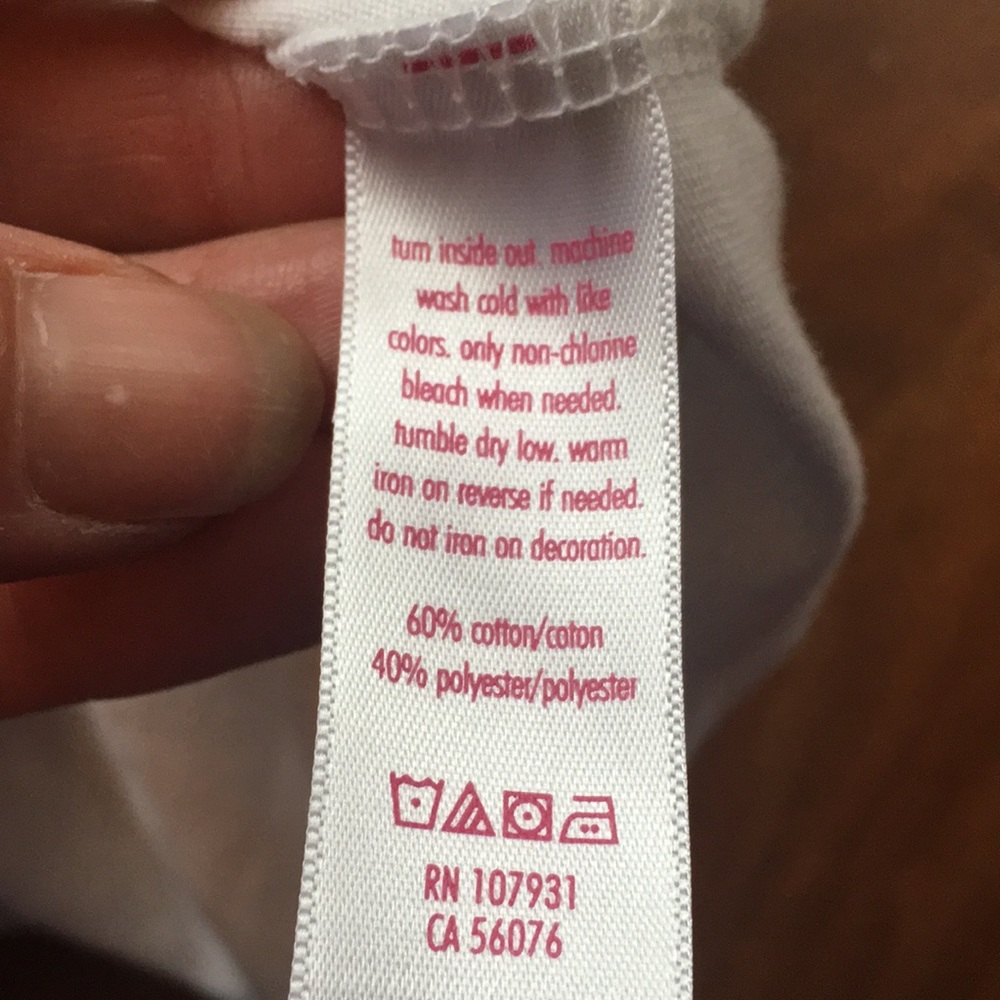 turn inside out. machine
wash cold with like
colors. only non-chlorine
bleach when needed.
tumble dry low. warm
iron on reverse if needed.
do not iron on decoration.
60% cotton/coton
40% polyester/polyester
RN 107931
CA 56076